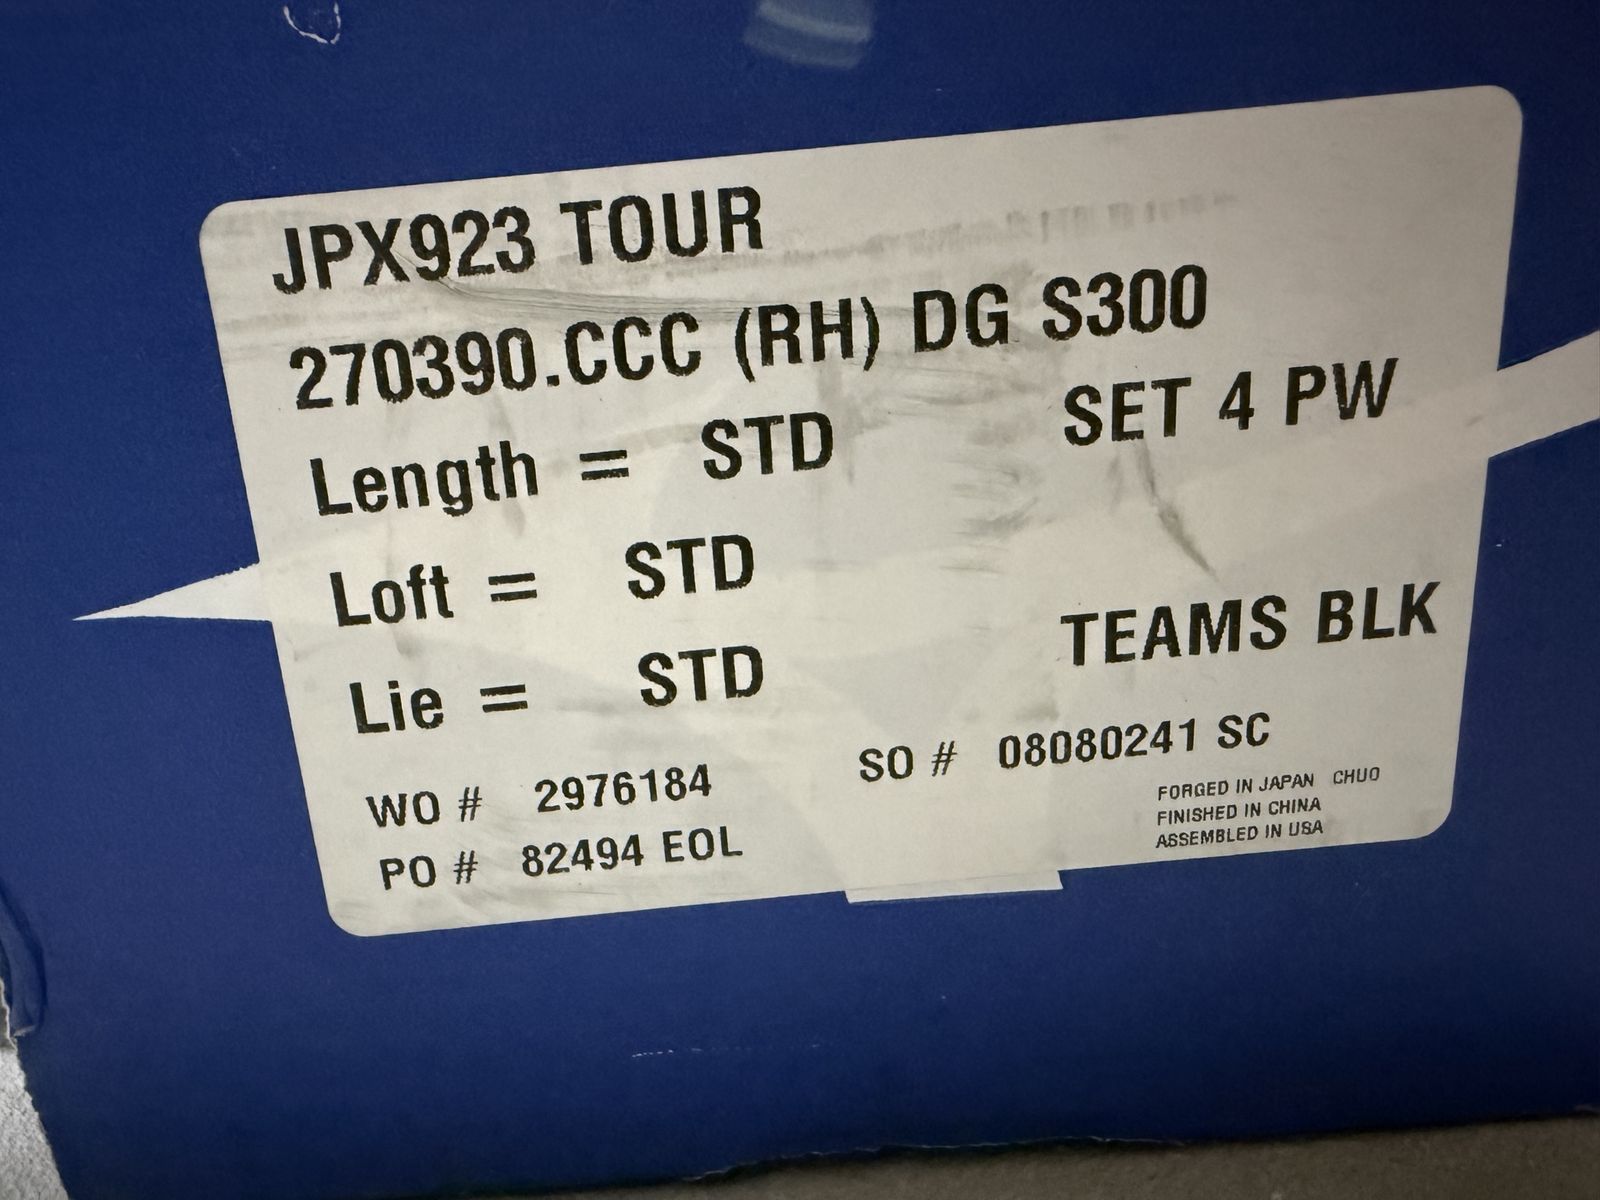 JPX923 TOUR
270390.CCC (RH) DG S300
Length = STD SET 4 PW
Loft = STD
Lie = STD TEAMS BLK
WO # 2976184 SO # 08080241 SC
PO # 82494 EOL
FORGED IN JAPAN CHUO
FINISHED IN CHINA
ASSEMBLED IN USA